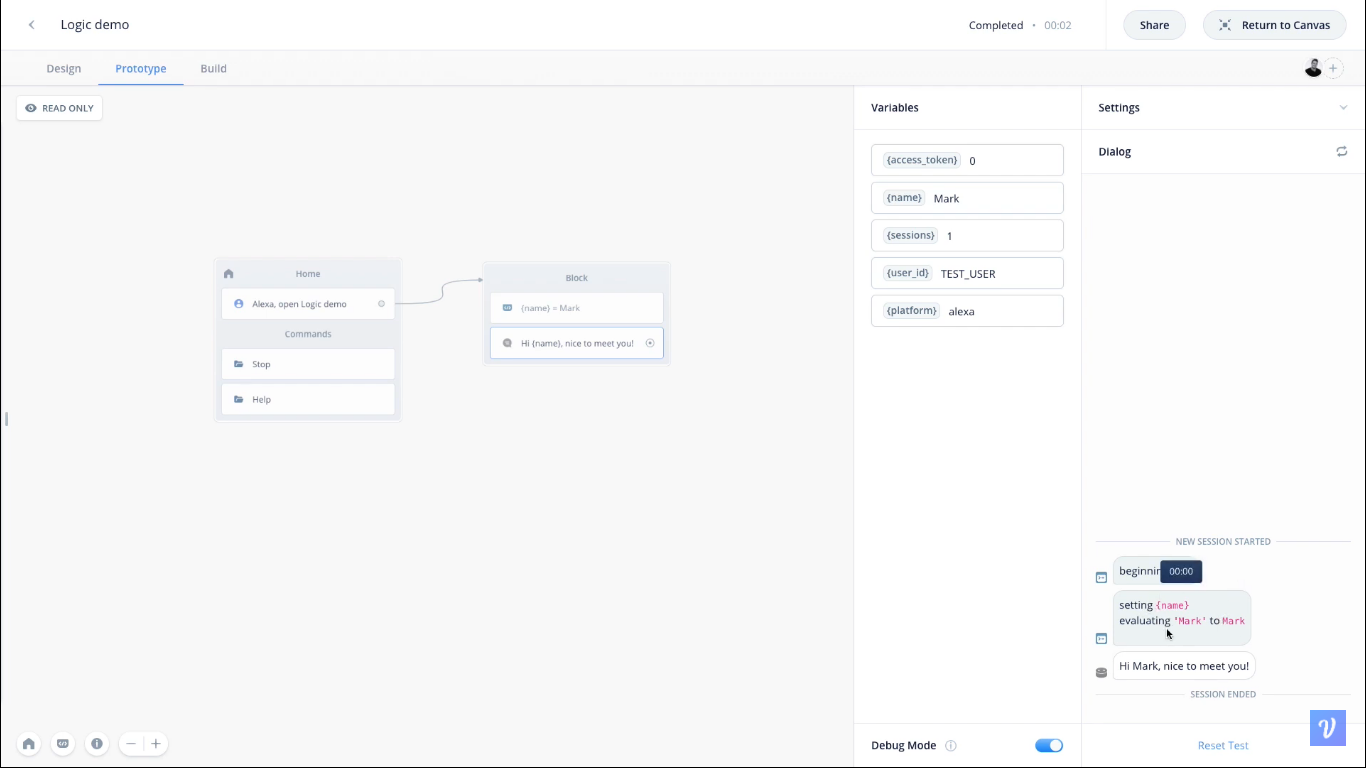 Logic demo
Completed • 00:02
Share
Return to Canvas
Design
Prototype
Build
READ ONLY
Variables
Settings
{access_token} 0
Dialog
{name} Mark
{sessions} 1
{user_id} TEST_USER
{platform} alexa
Home
Alexa, open Logic demo
Commands
Stop
Help
Block
{name} = Mark
Hi {name}, nice to meet you!
NEW SESSION STARTED
00:00
setting {name}
evaluating 'Mark' to Mark
Hi Mark, nice to meet you!
SESSION ENDED
Debug Mode
Reset Test